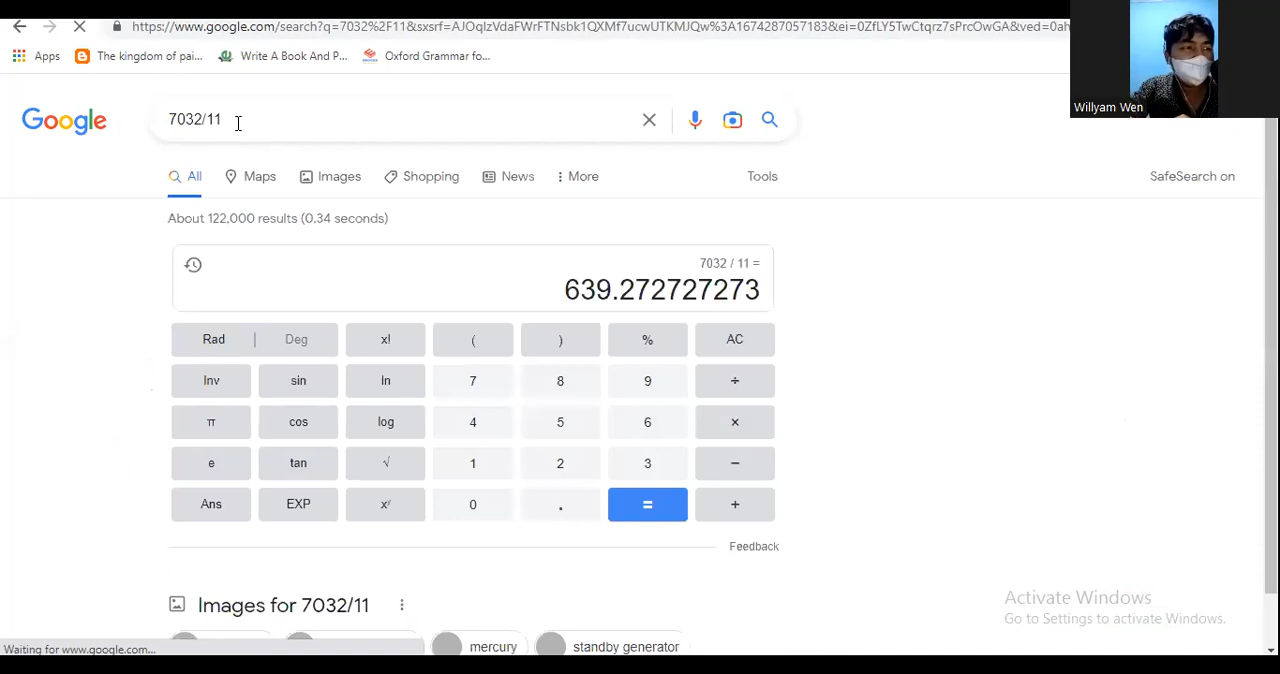 https://www.google.com/search?q=7032%2F11&sxsrf=AJOqlzVdaFWrFTNsbk1QXMf7ucwUTKMJQw%3A1674287057183&ei=0ZfLY5TwCtqrz7sPrcOwGA&ved=0ah
Apps The kingdom of pai... Write A Book And P... Oxford Grammar fo...
Willyam Wen
Google 7032/11
All Maps Images Shopping News More Tools SafeSearch on
About 122,000 results (0.34 seconds)
7032 / 11 =
639.272727273
Rad | Deg x! ( ) % AC
Inv sin ln 7 8 9 ÷
π cos log 4 5 6 ×
e tan √ 1 2 3 −
Ans EXP xʸ 0 . = +
Feedback
Images for 7032/11
mercury standby generator
Activate Windows
Go to Settings to activate Windows.
Waiting for www.google.com...